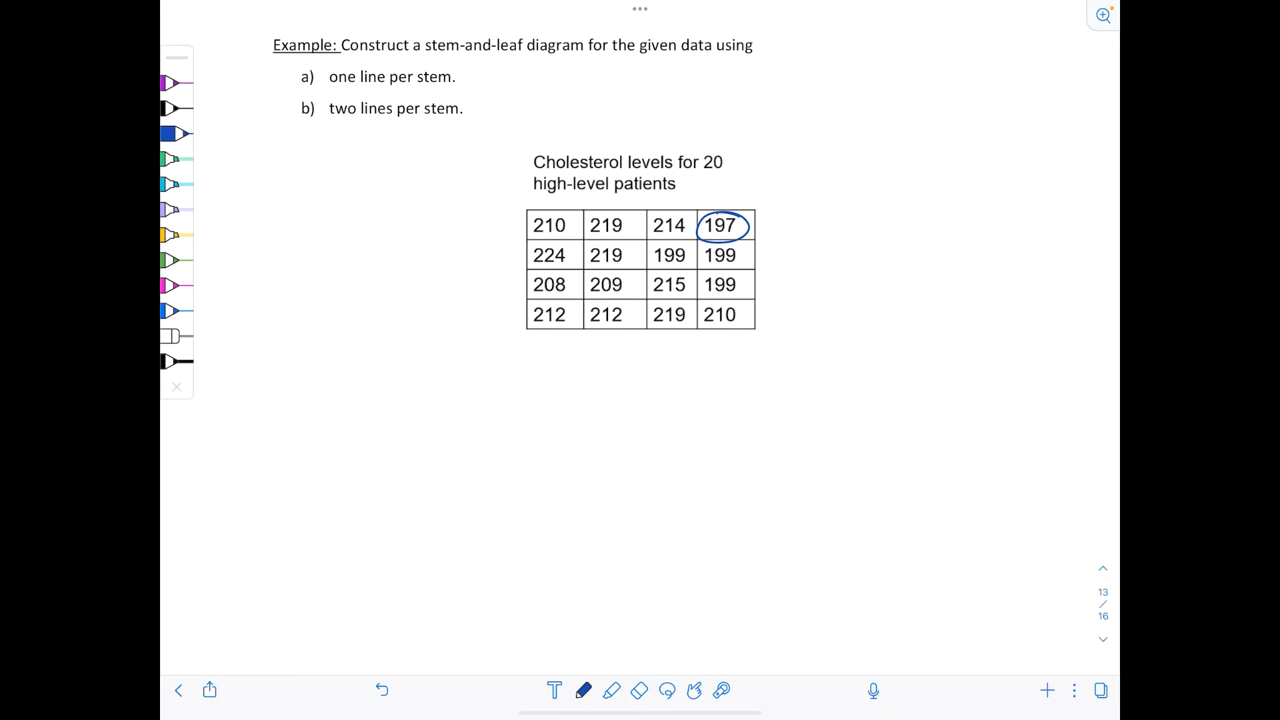 Example: Construct a stem-and-leaf diagram for the given data using
a) one line per stem.
b) two lines per stem.
Cholesterol levels for 20
high-level patients
210 219 214 197
224 219 199 199
208 209 215 199
212 212 219 210
13
/
16
T